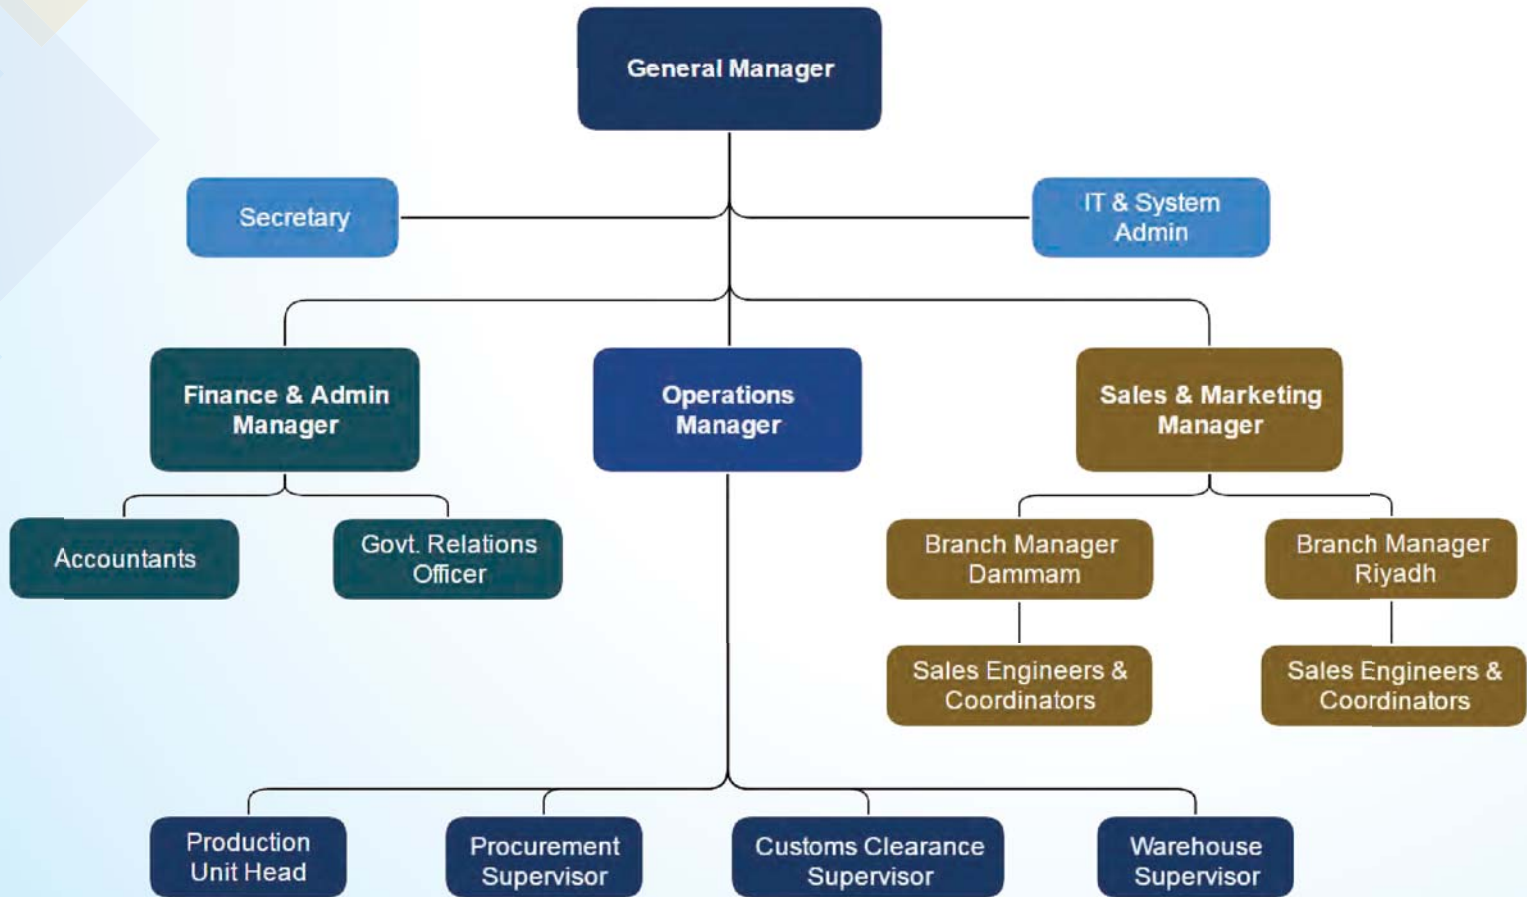 General Manager
Secretary
IT & System
Admin
Finance & Admin
Manager
Operations
Manager
Sales & Marketing
Manager
Accountants
Govt. Relations
Officer
Branch Manager
Dammam
Branch Manager
Riyadh
Sales Engineers &
Coordinators
Sales Engineers &
Coordinators
Production
Unit Head
Procurement
Supervisor
Customs Clearance
Supervisor
Warehouse
Supervisor